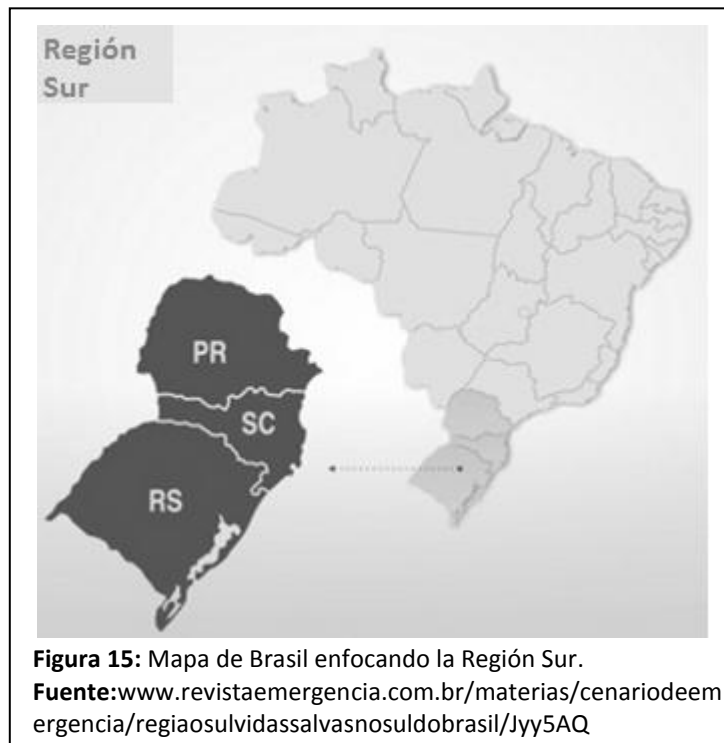 Región
Sur
PR
SC
RS
Figura 15: Mapa de Brasil enfocando la Región Sur.
Fuente:www.revistaemergencia.com.br/materias/cenariodeem
ergencia/regiaosulvidassalvasnosuldobrasil/Jyy5AQ